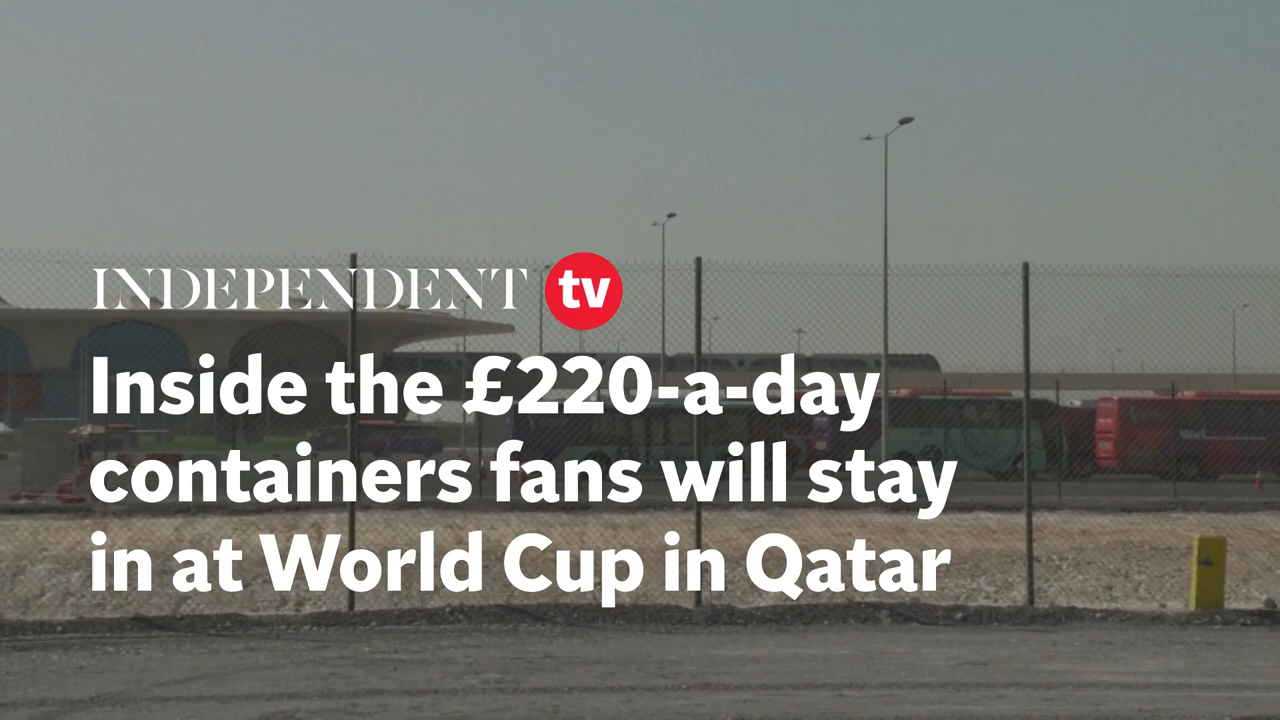 INDEPENDENT tv
Inside the £220-a-day
containers fans will stay
in at World Cup in Qatar